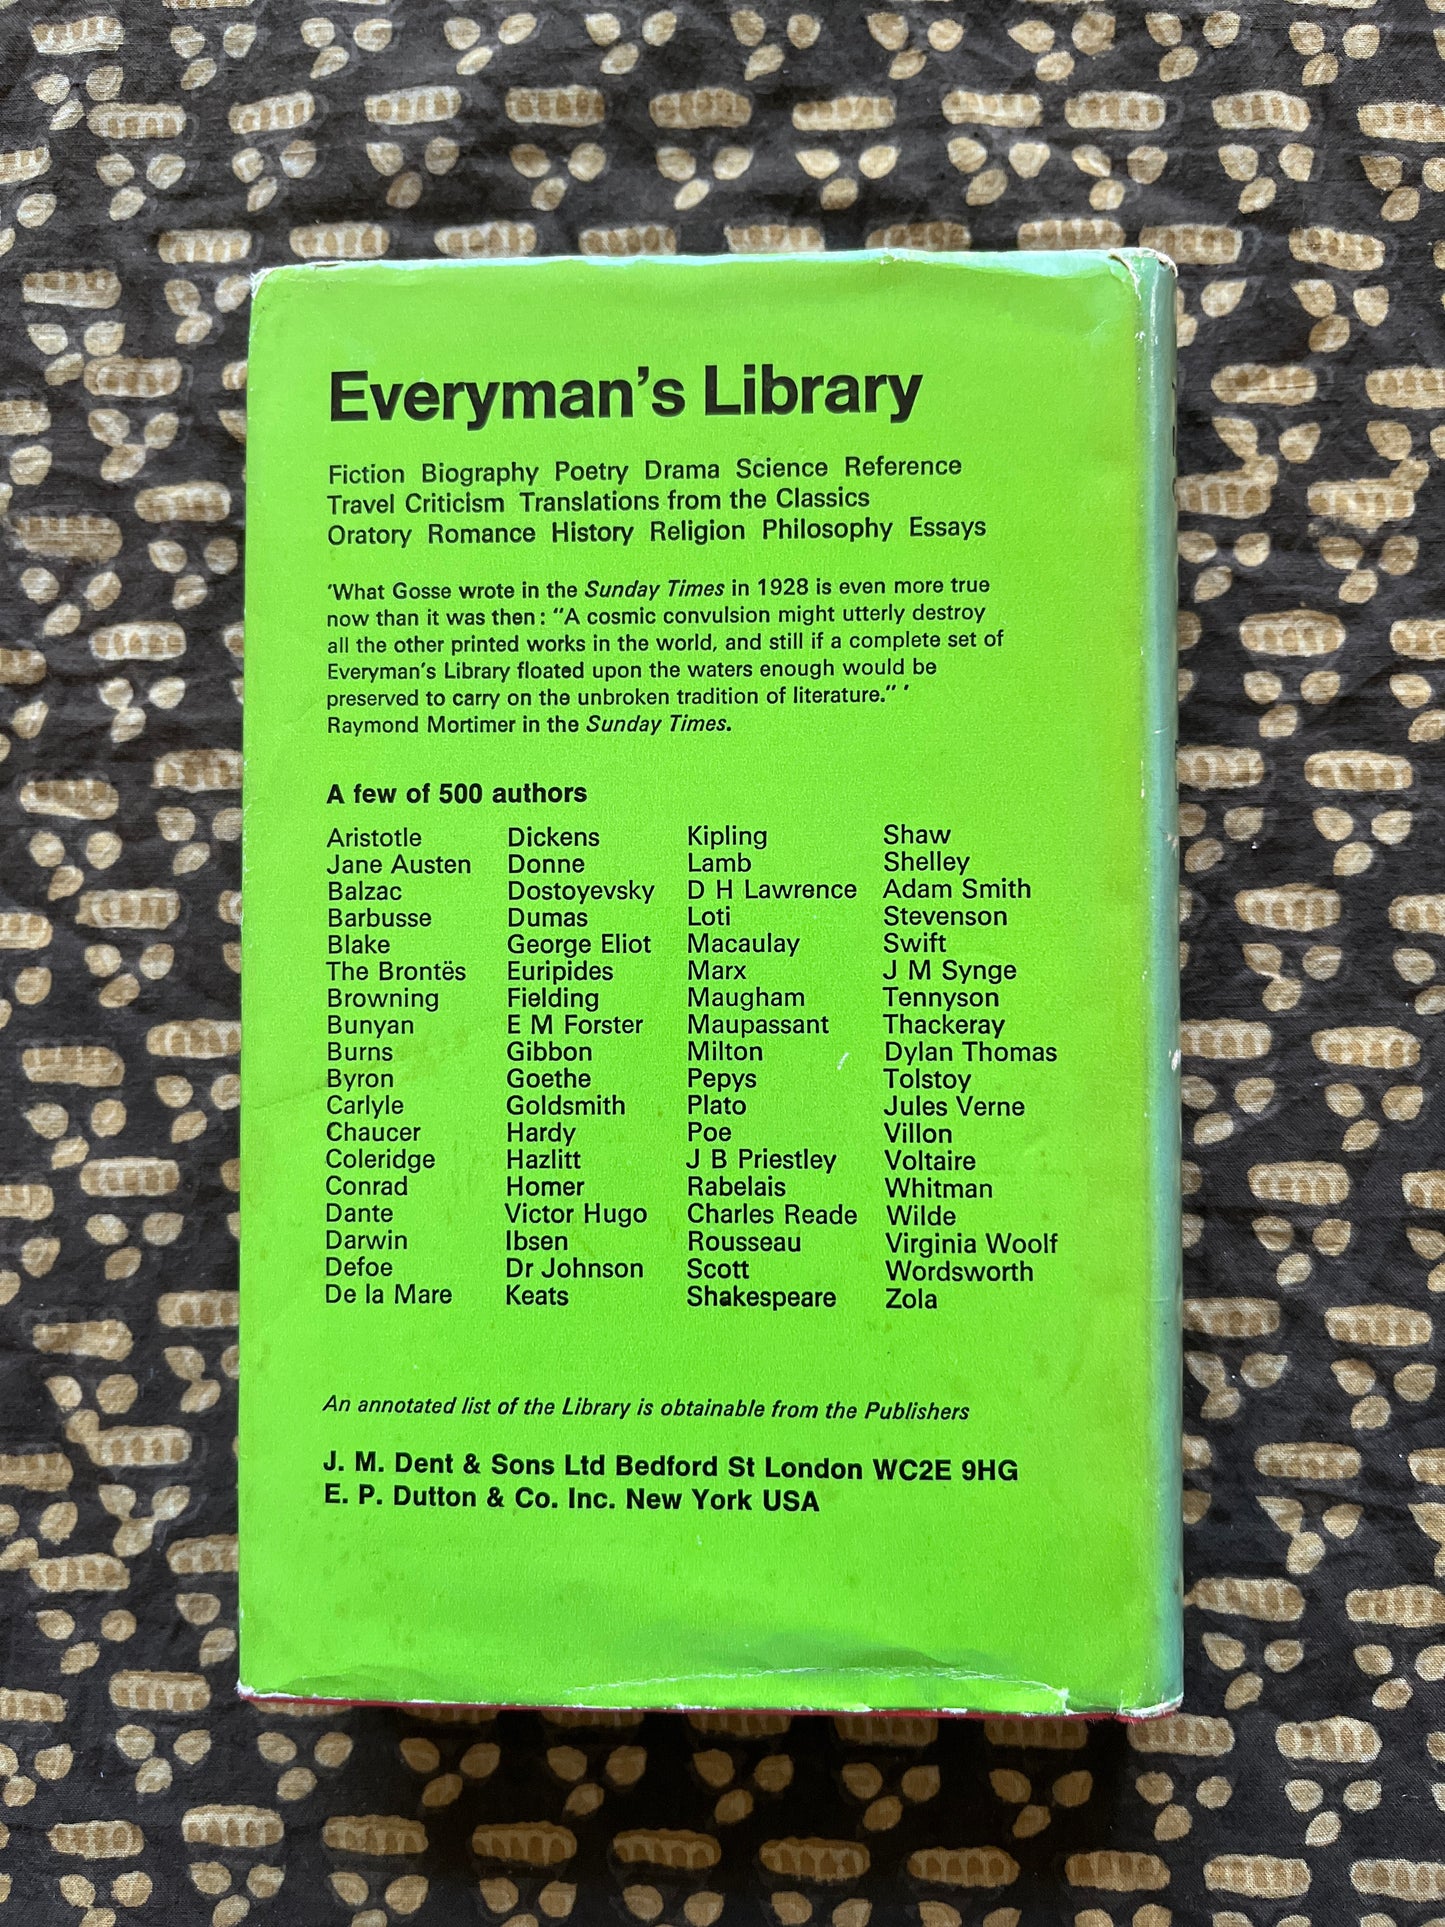 Everyman's Library
Fiction Biography Poetry Drama Science Reference
Travel Criticism Translations from the Classics
Oratory Romance History Religion Philosophy Essays
'What Gosse wrote in the Sunday Times in 1928 is even more true
now than it was then: "A cosmic convulsion might utterly destroy
all the other printed works in the world, and still if a complete set of
Everyman's Library floated upon the waters enough would be
preserved to carry on the unbroken tradition of literature." '
Raymond Mortimer in the Sunday Times.
A few of 500 authors
Aristotle
Jane Austen
Balzac
Barbusse
Blake
The Brontës
Browning
Bunyan
Burns
Byron
Carlyle
Chaucer
Coleridge
Conrad
Dante
Darwin
Defoe
De la Mare
Dickens
Donne
Dostoyevsky
Dumas
George Eliot
Euripides
Fielding
E M Forster
Gibbon
Goethe
Goldsmith
Hardy
Hazlitt
Homer
Victor Hugo
Ibsen
Dr Johnson
Keats
Kipling
Lamb
D H Lawrence
Loti
Macaulay
Marx
Maugham
Maupassant
Milton
Pepys
Plato
Poe
J B Priestley
Rabelais
Charles Reade
Rousseau
Scott
Shakespeare
Shaw
Shelley
Adam Smith
Stevenson
Swift
J M Synge
Tennyson
Thackeray
Dylan Thomas
Tolstoy
Jules Verne
Villon
Voltaire
Whitman
Wilde
Virginia Woolf
Wordsworth
Zola
An annotated list of the Library is obtainable from the Publishers
J. M. Dent & Sons Ltd Bedford St London WC2E 9HG
E. P. Dutton & Co. Inc. New York USA